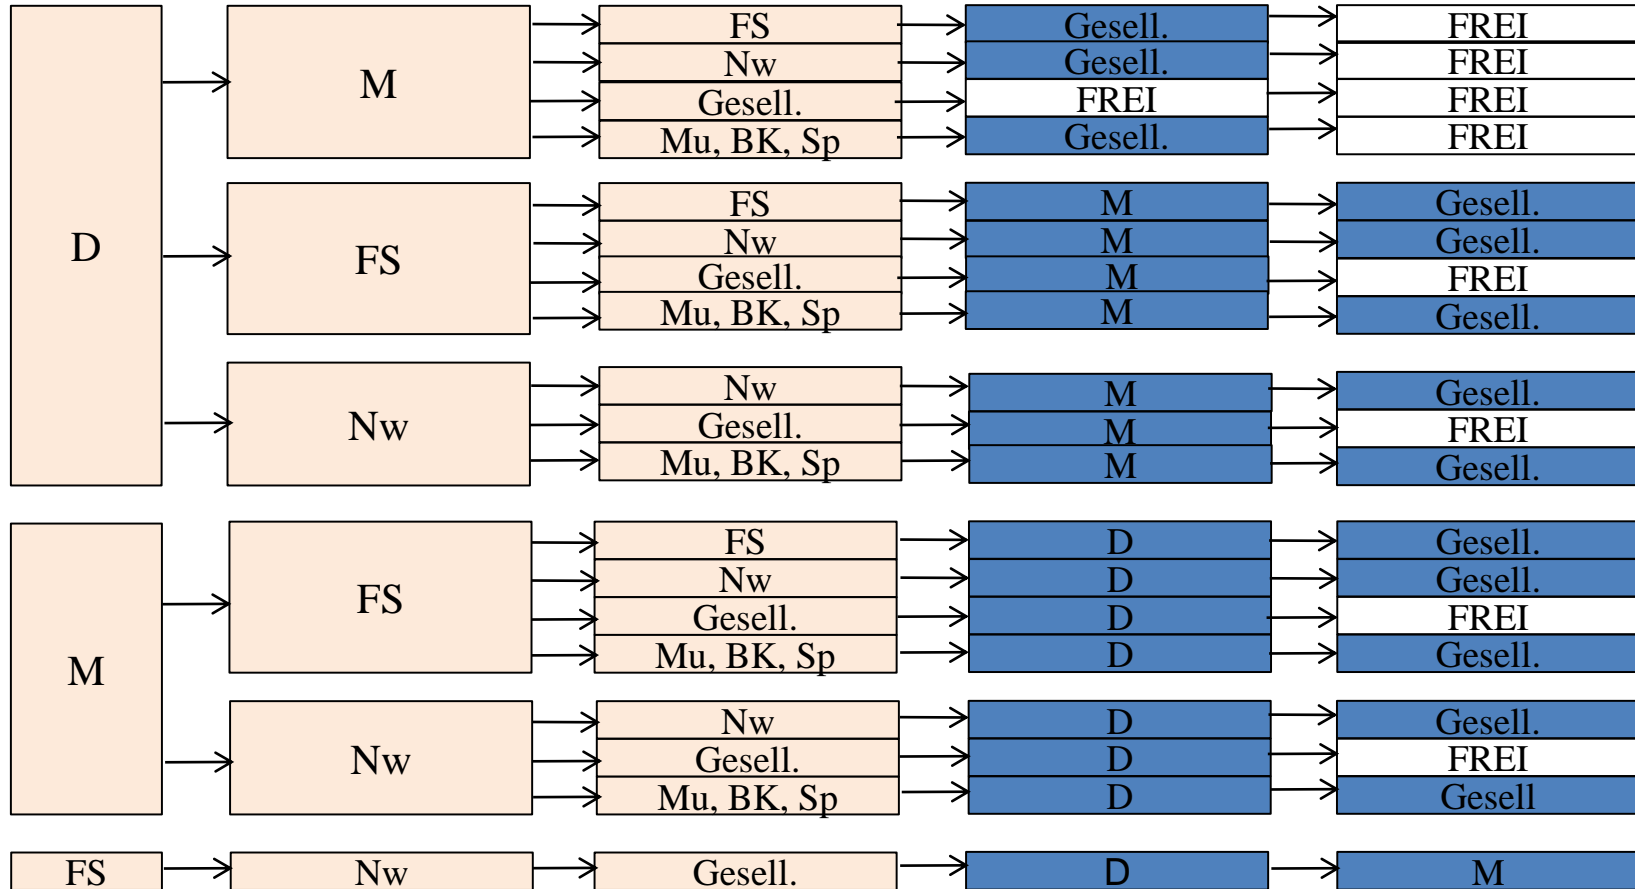 FS Gesell. FREI
Nw Gesell. FREI
M
Gesell. FREI FREI
Mu, BK, Sp Gesell. FREI
D
FS M Gesell.
Nw M Gesell.
FS
Gesell. M FREI
Mu, BK, Sp M Gesell.
Nw M Gesell.
Nw
Gesell. M FREI
Mu, BK, Sp M Gesell.
M
FS D Gesell.
Nw D Gesell.
FS
Gesell. D FREI
Mu, BK, Sp D Gesell.
Nw D Gesell.
Nw
Gesell. D FREI
Mu, BK, Sp D Gesell
FS Nw Gesell. D M